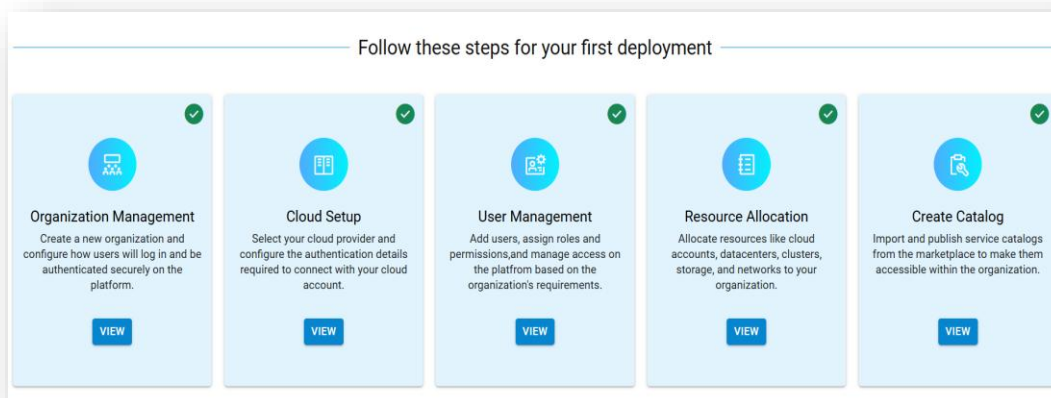 Follow these steps for your first deployment
Organization Management
Create a new organization and
configure how users will log in and be
authenticated securely on the
platform.
VIEW
Cloud Setup
Select your cloud provider and
configure the authentication details
required to connect with your cloud
account.
VIEW
User Management
Add users, assign roles and
permissions,and manage access on
the platfrom based on the
organization's requirements.
VIEW
Resource Allocation
Allocate resources like cloud
accounts, datacenters, clusters,
storage, and networks to your
organization.
VIEW
Create Catalog
Import and publish service catalogs
from the marketplace to make them
accessible within the organization.
VIEW